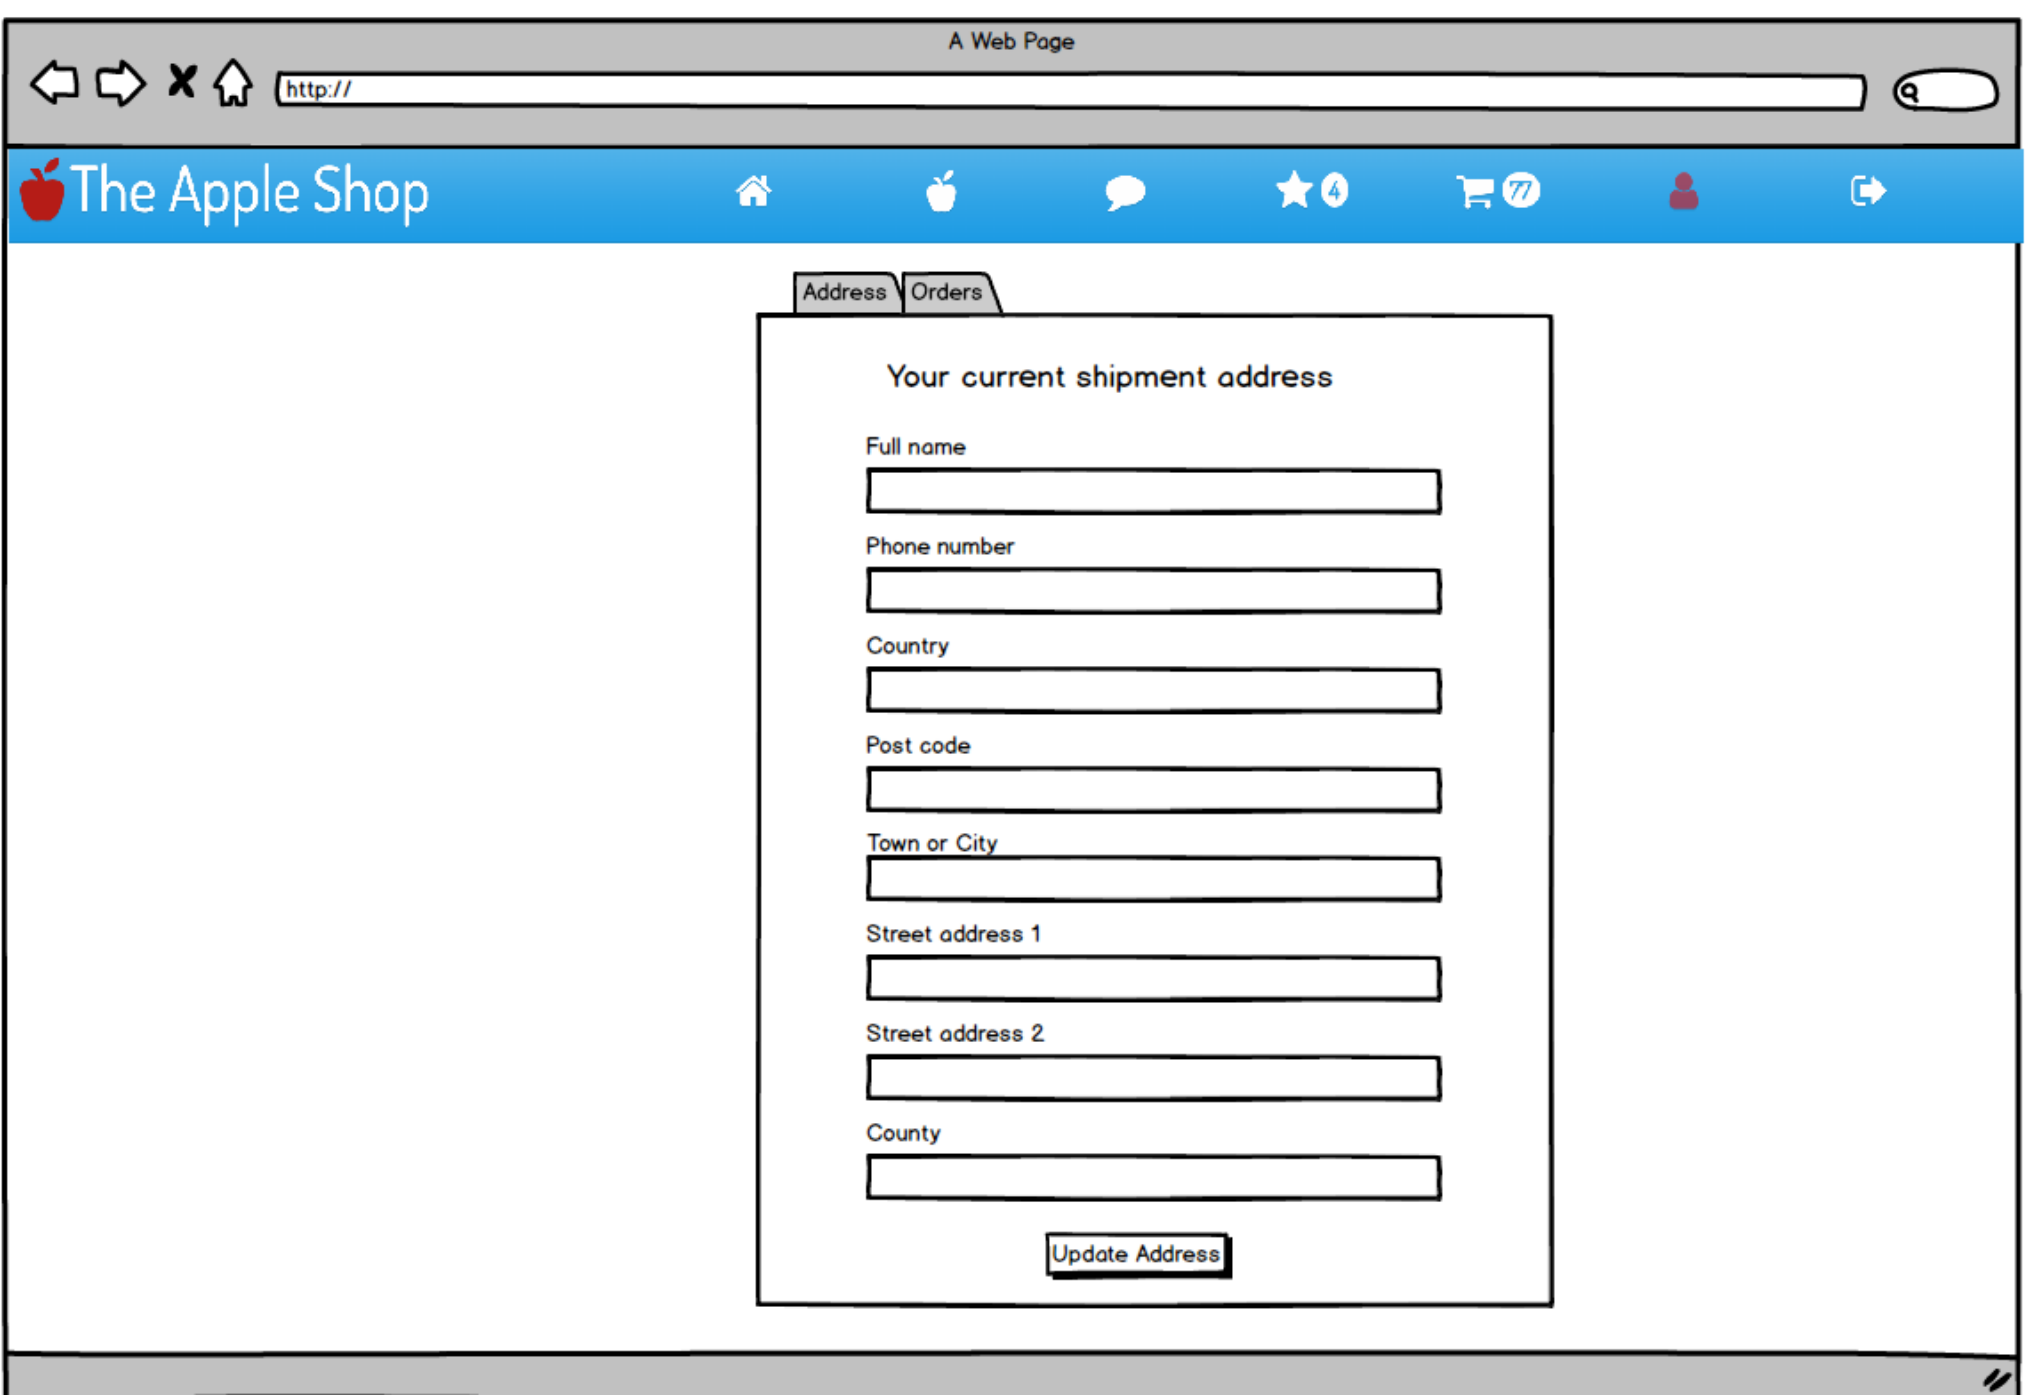 A Web Page
http://
The Apple Shop
4
77
Address
Orders
Your current shipment address
Full name
Phone number
Country
Post code
Town or City
Street address 1
Street address 2
County
Update Address